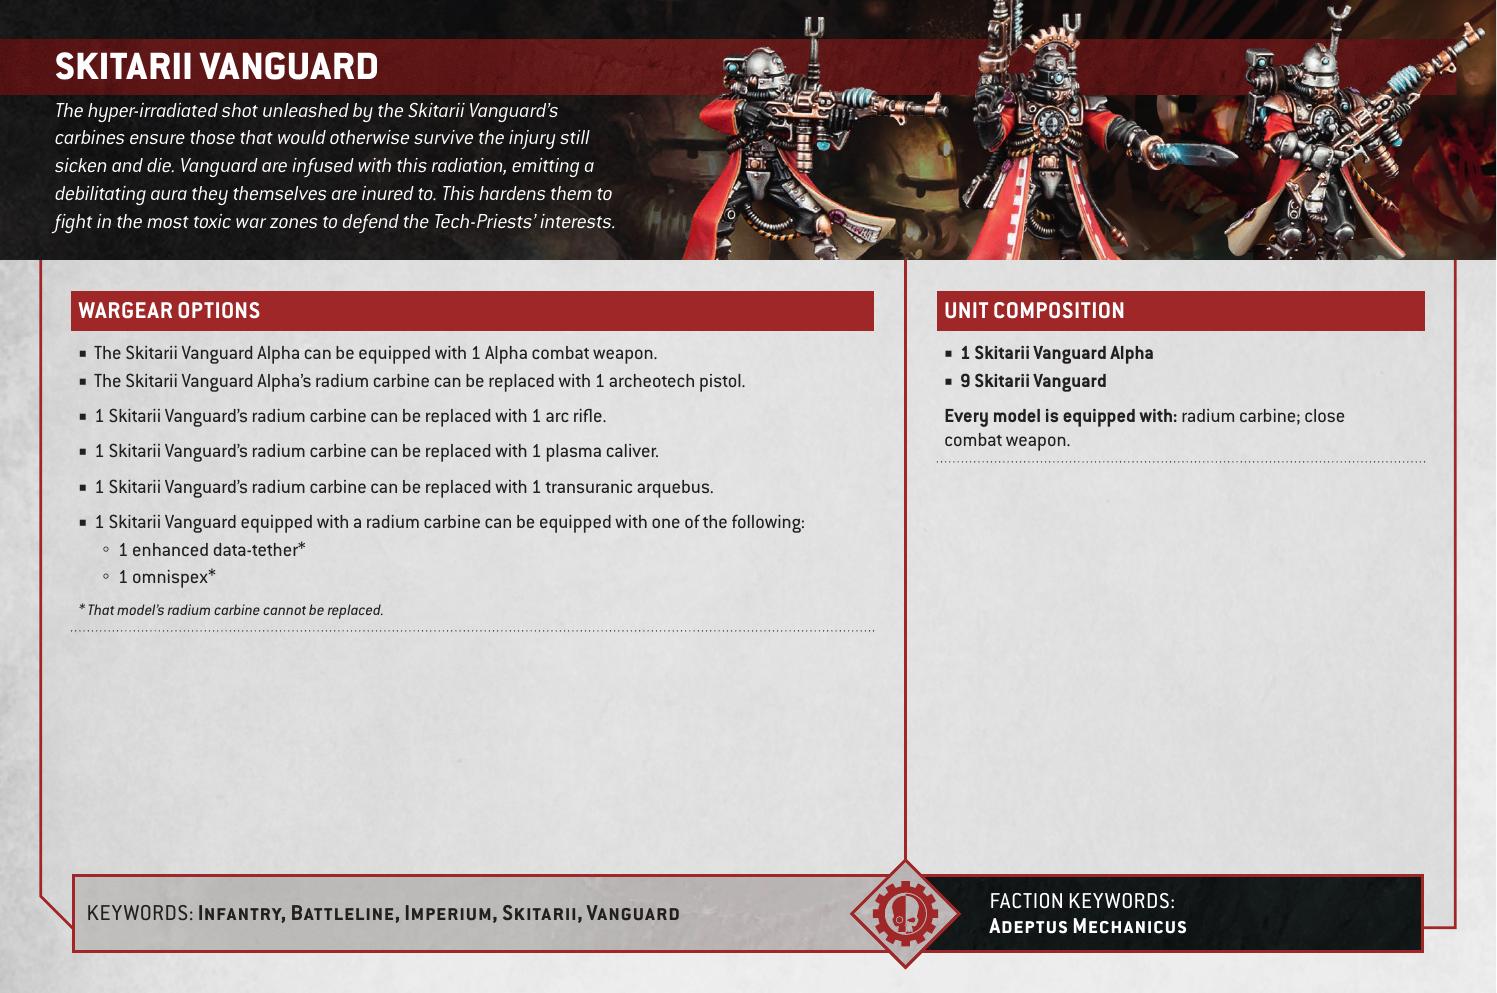 SKITARII VANGUARD
The hyper-irradiated shot unleashed by the Skitarii Vanguard’s
carbines ensure those that would otherwise survive the injury still
sicken and die. Vanguard are infused with this radiation, emitting a
debilitating aura they themselves are inured to. This hardens them to
fight in the most toxic war zones to defend the Tech-Priests’ interests.
WARGEAR OPTIONS
▪ The Skitarii Vanguard Alpha can be equipped with 1 Alpha combat weapon.
▪ The Skitarii Vanguard Alpha’s radium carbine can be replaced with 1 archeotech pistol.
▪ 1 Skitarii Vanguard’s radium carbine can be replaced with 1 arc rifle.
▪ 1 Skitarii Vanguard’s radium carbine can be replaced with 1 plasma caliver.
▪ 1 Skitarii Vanguard’s radium carbine can be replaced with 1 transuranic arquebus.
▪ 1 Skitarii Vanguard equipped with a radium carbine can be equipped with one of the following:
◦ 1 enhanced data-tether*
◦ 1 omnispex*
* That model’s radium carbine cannot be replaced.
UNIT COMPOSITION
▪ 1 Skitarii Vanguard Alpha
▪ 9 Skitarii Vanguard
Every model is equipped with: radium carbine; close
combat weapon.
KEYWORDS: Infantry, Battleline, Imperium, Skitarii, Vanguard
FACTION KEYWORDS:
Adeptus Mechanicus